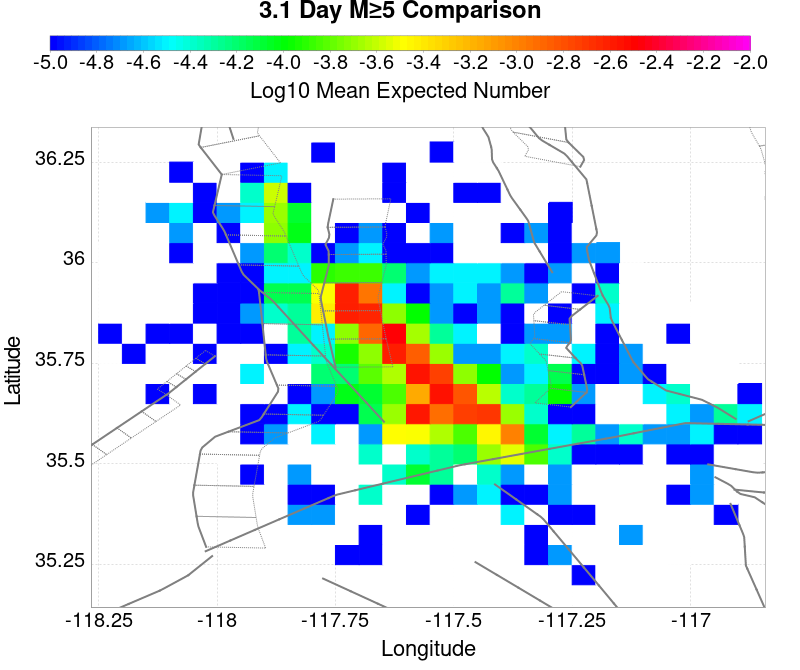 3.1 Day M≥5 Comparison
-5.0 -4.8 -4.6 -4.4 -4.2 -4.0 -3.8 -3.6 -3.4 -3.2 -3.0 -2.8 -2.6 -2.4 -2.2 -2.0
Log10 Mean Expected Number
36.25
36
35.75
35.5
35.25
Latitude
-118.25 -118 -117.75 -117.5 -117.25 -117
Longitude